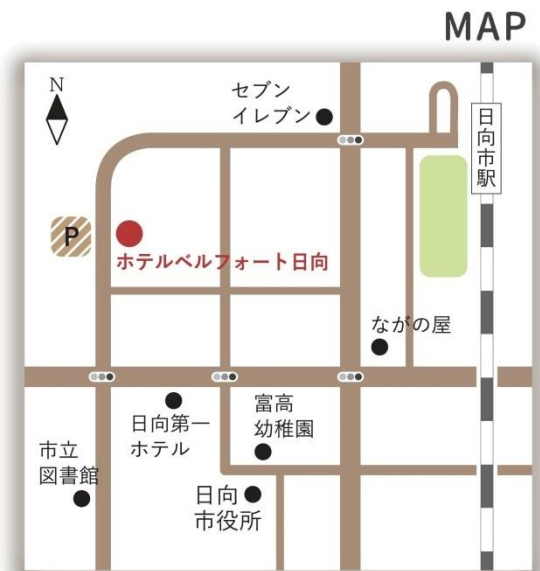 MAP
N
セブン
イレブン
日向市駅
P
ホテルベルフォート日向
ながの屋
日向第一
ホテル
富高
幼稚園
市立
図書館
日向
市役所